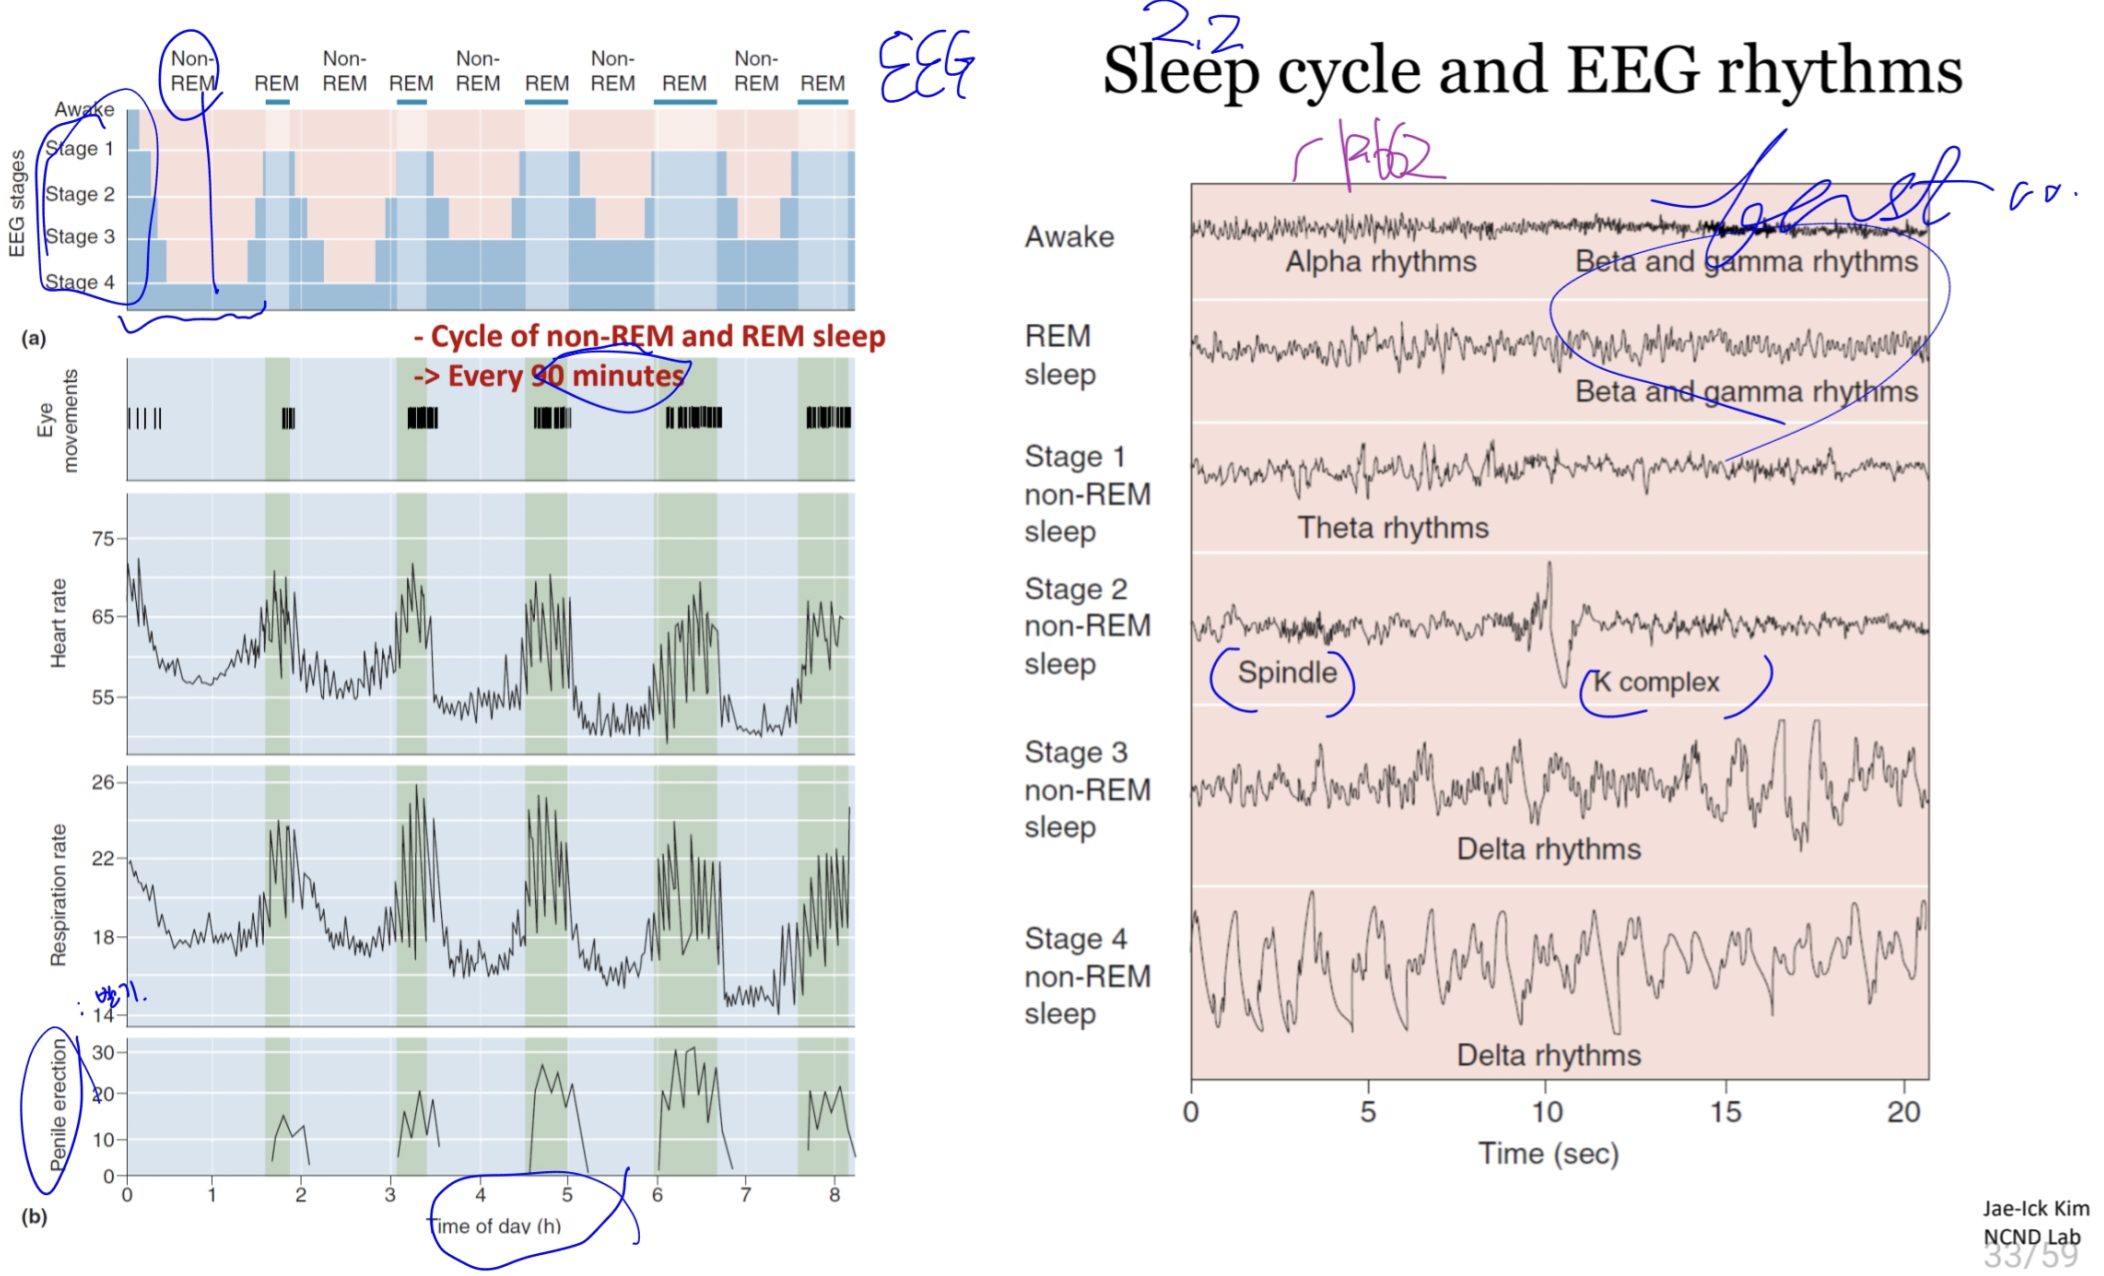 2.2
Sleep cycle and EEG rhythms
EEG
Non-REM REM Non-REM REM Non-REM REM Non-REM REM Non-REM REM
EEG stages
Awake
Stage 1
Stage 2
Stage 3
Stage 4
(a)
- Cycle of non-REM and REM sleep
-> Every 90 minutes
Eye movements
Heart rate
75
65
55
Respiration rate
26
22
18
14
: 발기.
Penile erection
30
20
10
0
0 1 2 3 4 5 6 7 8
Time of day (h)
(b)
Awake
Alpha rhythms
Beta and gamma rhythms
REM sleep
Beta and gamma rhythms
Stage 1 non-REM sleep
Theta rhythms
Stage 2 non-REM sleep
Spindle
K complex
Stage 3 non-REM sleep
Delta rhythms
Stage 4 non-REM sleep
Delta rhythms
0 5 10 15 20
Time (sec)
Jae-Ick Kim
NCND Lab
33/59